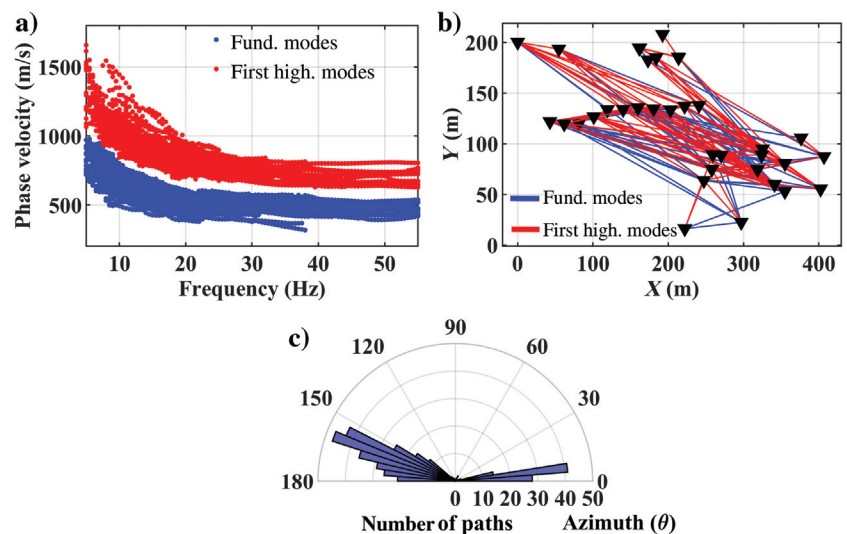 a)
Phase velocity (m/s)
1500
1000
500
Fund. modes
First high. modes
10 20 30 40 50
Frequency (Hz)
b)
Y (m)
200
150
100
50
0
Fund. modes
First high. modes
0 100 200 300 400
X (m)
c)
90
120 60
150 30
180 0
0 10 20 30 40 50
Number of paths Azimuth (θ)